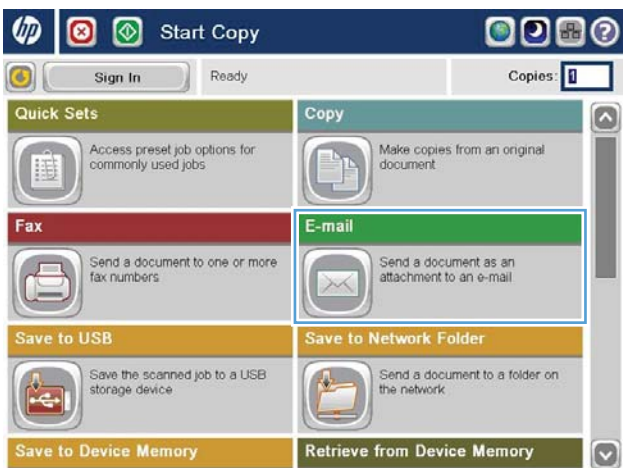 hp
Start Copy
?
Sign In
Ready
Copies: 1
Quick Sets
Access preset job options for
commonly used jobs
Copy
Make copies from an original
document
Fax
Send a document to one or more
fax numbers
E-mail
Send a document as an
attachment to an e-mail
Save to USB
Save the scanned job to a USB
storage device
Save to Network Folder
Send a document to a folder on
the network
Save to Device Memory
Retrieve from Device Memory